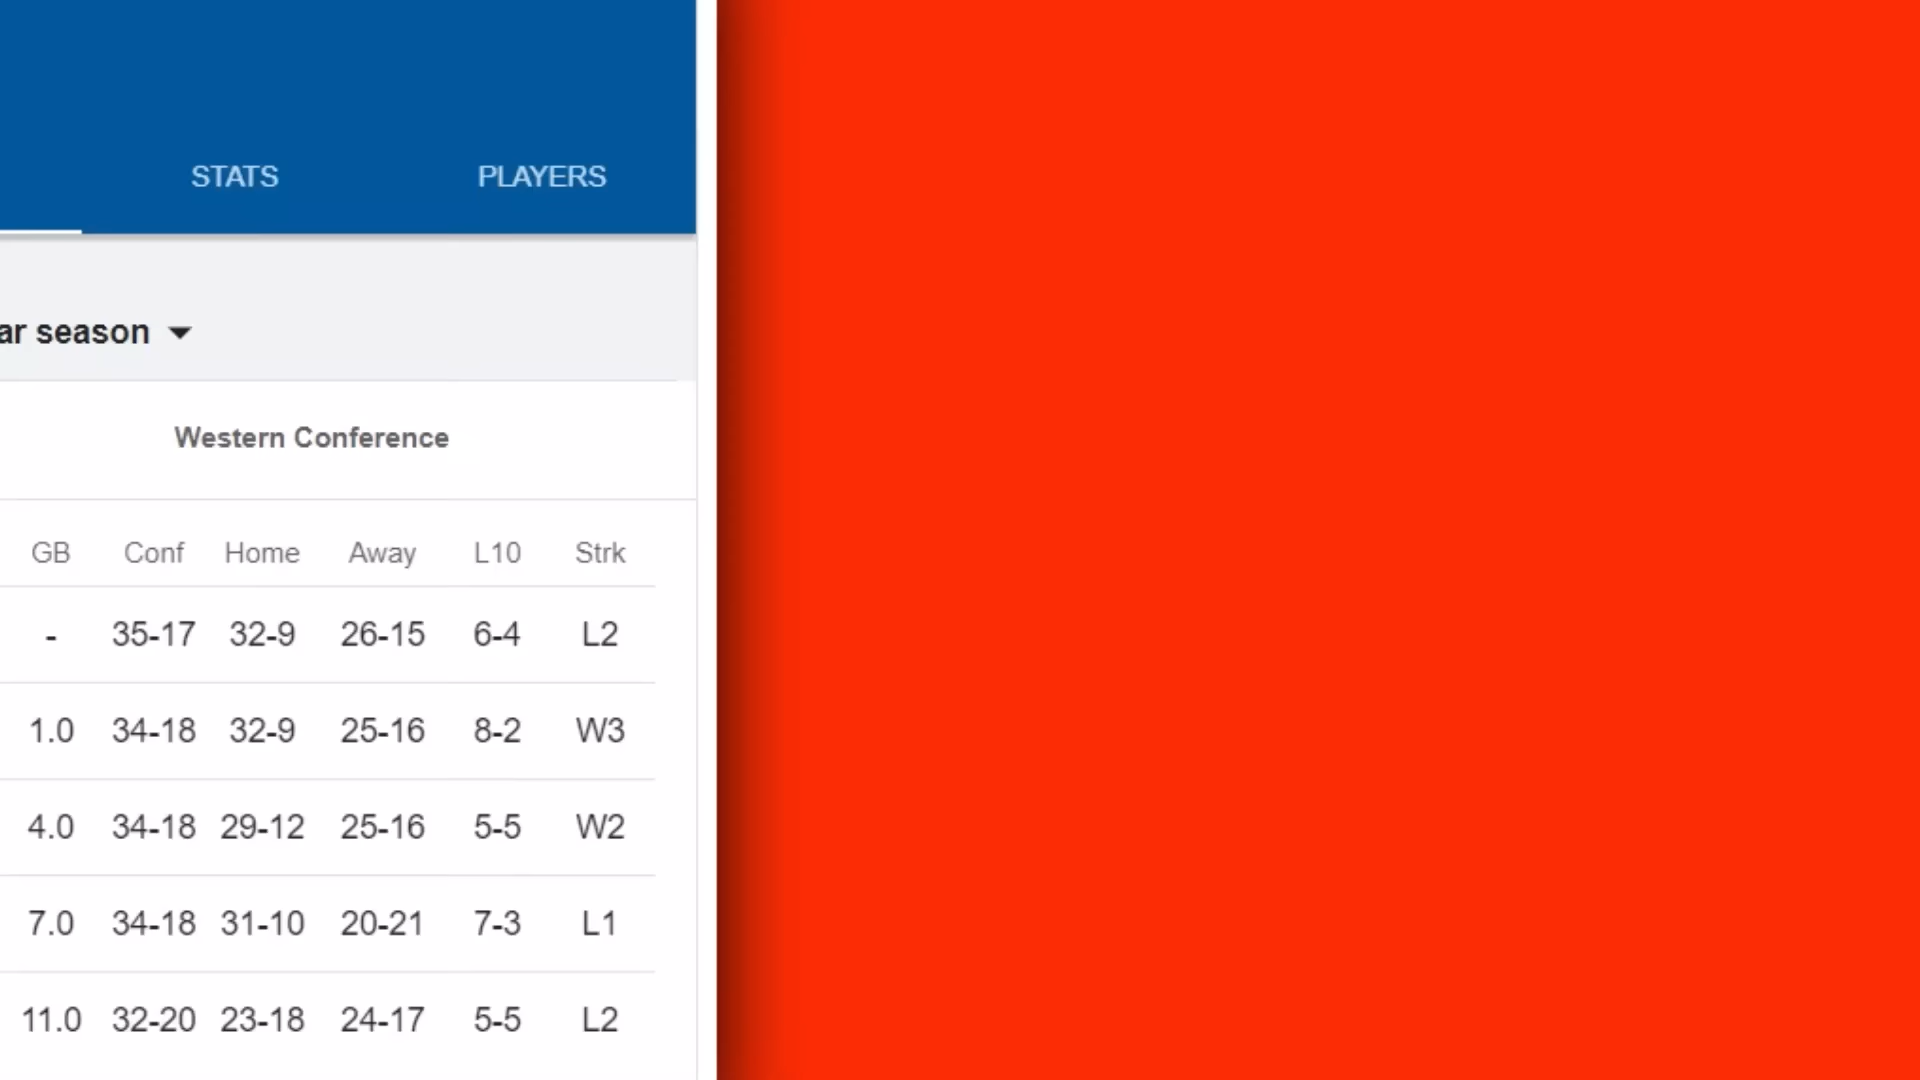 STATS PLAYERS
ar season
Western Conference
GB Conf Home Away L10 Strk
- 35-17 32-9 26-15 6-4 L2
1.0 34-18 32-9 25-16 8-2 W3
4.0 34-18 29-12 25-16 5-5 W2
7.0 34-18 31-10 20-21 7-3 L1
11.0 32-20 23-18 24-17 5-5 L2